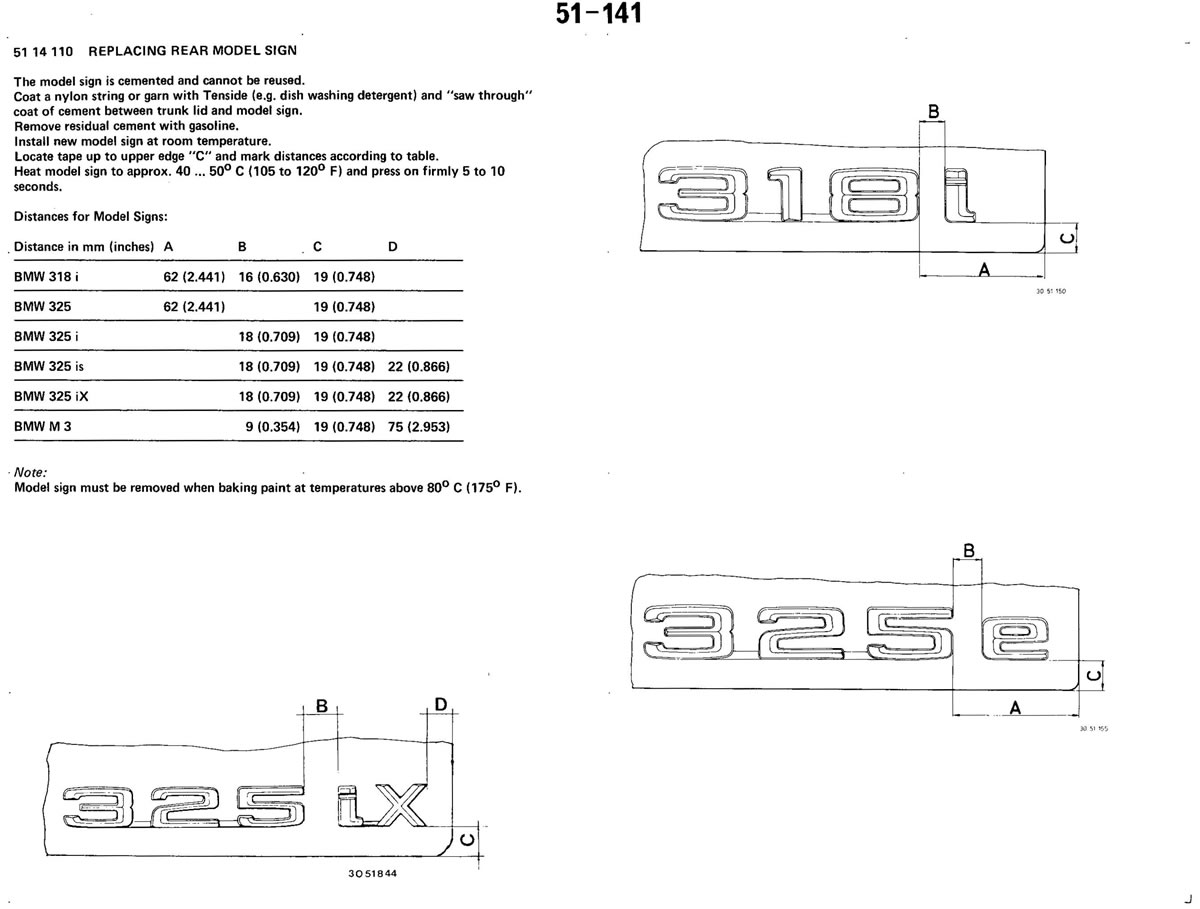 51-141
51 14 110 REPLACING REAR MODEL SIGN
The model sign is cemented and cannot be reused.
Coat a nylon string or garn with Tenside (e.g. dish washing detergent) and "saw through"
coat of cement between trunk lid and model sign.
Remove residual cement with gasoline.
Install new model sign at room temperature.
Locate tape up to upper edge "C" and mark distances according to table.
Heat model sign to approx. 40 ... 50° C (105 to 120° F) and press on firmly 5 to 10
seconds.
Distances for Model Signs:
Distance in mm (inches) A B C D
BMW 318 i 62 (2.441) 16 (0.630) 19 (0.748)
BMW 325 62 (2.441) 19 (0.748)
BMW 325 i 18 (0.709) 19 (0.748)
BMW 325 is 18 (0.709) 19 (0.748) 22 (0.866)
BMW 325 iX 18 (0.709) 19 (0.748) 22 (0.866)
BMW M 3 9 (0.354) 19 (0.748) 75 (2.953)
Note:
Model sign must be removed when baking paint at temperatures above 80° C (175° F).
B D
325 iX
C
30 51844
B
318i
C
A
30 51 150
B
325e
C
A
30 51 155